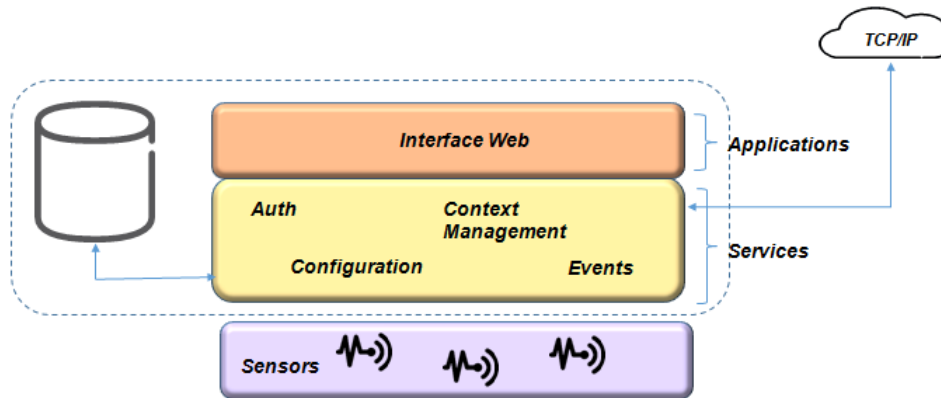 TCP/IP
Interface Web
Applications
Auth
Context
Management
Configuration
Events
Services
Sensors